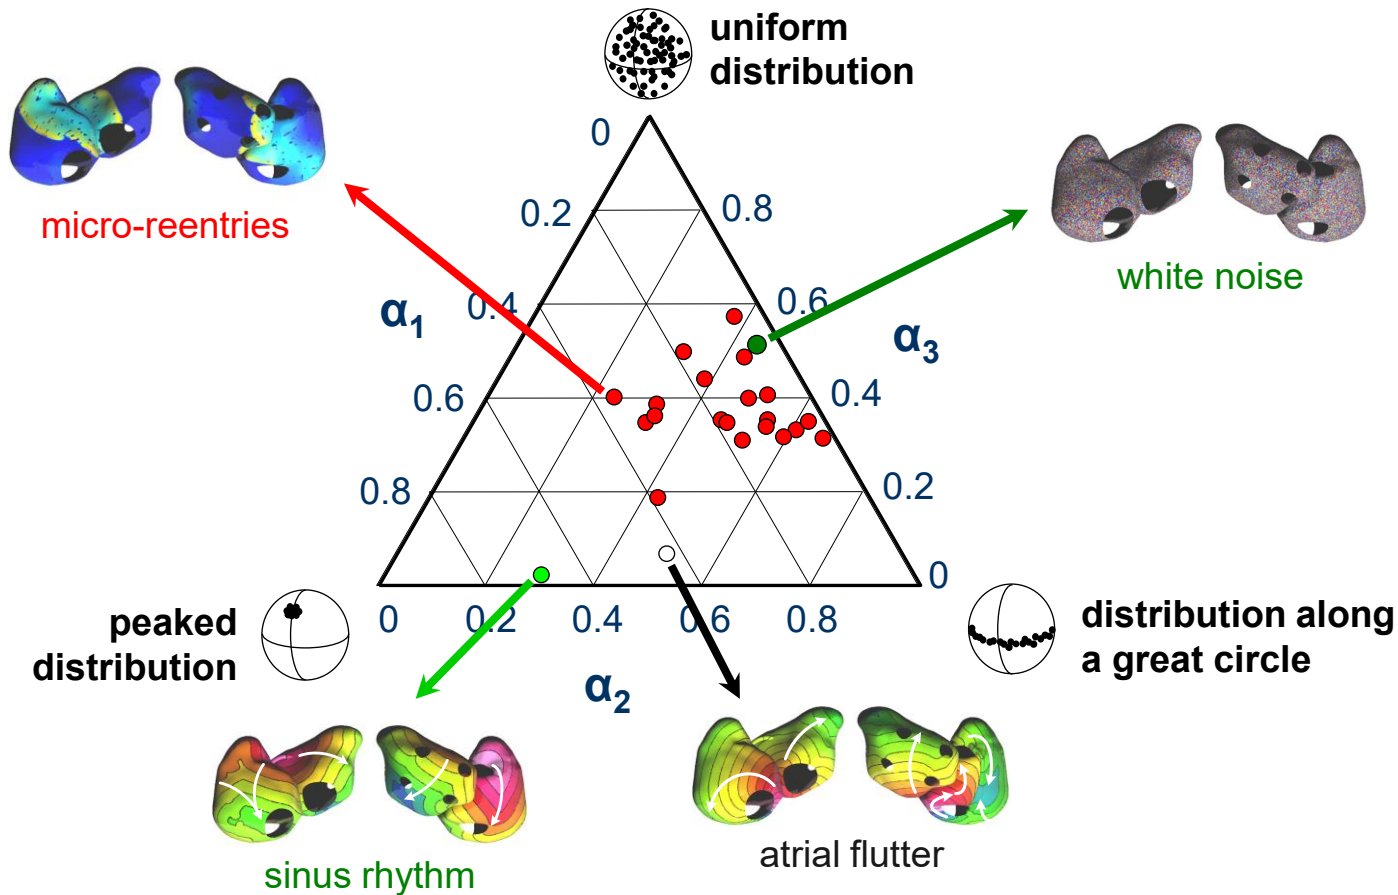 uniform
distribution
0
0.2
0.8
micro-reentries
white noise
0.4
0.6
α1
α3
0.6
0.4
0.8
0.2
0
peaked
distribution
0
0.2
0.4
0.6
0.8
distribution along
a great circle
α2
sinus rhythm
atrial flutter